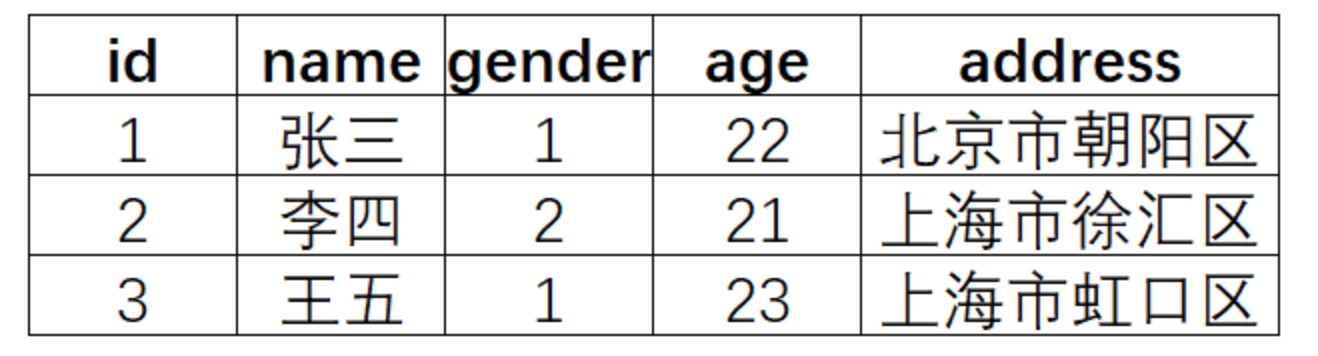 id name gender age address
1 张三 1 22 北京市朝阳区
2 李四 2 21 上海市徐汇区
3 王五 1 23 上海市虹口区